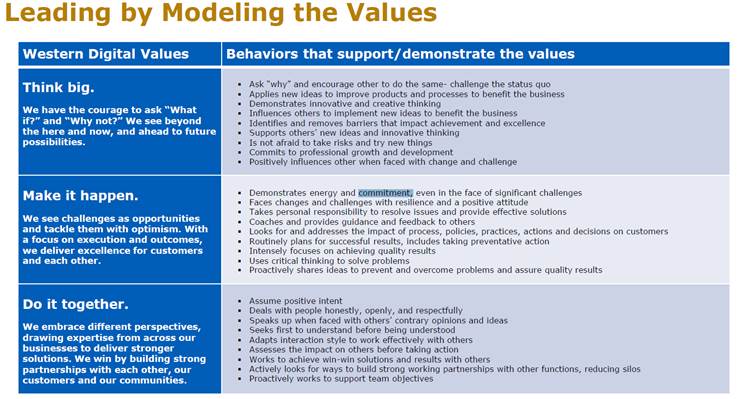 Leading by Modeling the Values
Western Digital Values
Behaviors that support/demonstrate the values
Think big.
We have the courage to ask “What
if?” and “Why not?” We see beyond
the here and now, and ahead to future
possibilities.
▪ Ask “why” and encourage other to do the same- challenge the status quo
▪ Applies new ideas to improve products and processes to benefit the business
▪ Demonstrates innovative and creative thinking
▪ Influences others to implement new ideas to benefit the business
▪ Identifies and removes barriers that impact achievement and excellence
▪ Supports others’ new ideas and innovative thinking
▪ Is not afraid to take risks and try new things
▪ Commits to professional growth and development
▪ Positively influences other when faced with change and challenge
Make it happen.
We see challenges as opportunities
and tackle them with optimism. With
a focus on execution and outcomes,
we deliver excellence for customers
and each other.
▪ Demonstrates energy and commitment, even in the face of significant challenges
▪ Faces changes and challenges with resilience and a positive attitude
▪ Takes personal responsibility to resolve issues and provide effective solutions
▪ Coaches and provides guidance and feedback to others
▪ Looks for and addresses the impact of process, policies, practices, actions and decisions on customers
▪ Routinely plans for successful results, includes taking preventative action
▪ Intensely focuses on achieving quality results
▪ Uses critical thinking to solve problems
▪ Proactively shares ideas to prevent and overcome problems and assure quality results
Do it together.
We embrace different perspectives,
drawing expertise from across our
businesses to deliver stronger
solutions. We win by building strong
partnerships with each other, our
customers and our communities.
▪ Assume positive intent
▪ Deals with people honestly, openly, and respectfully
▪ Speaks up when faced with others’ contrary opinions and ideas
▪ Seeks first to understand before being understood
▪ Adapts interaction style to work effectively with others
▪ Assesses the impact on others before taking action
▪ Works to achieve win-win solutions and results with others
▪ Actively looks for ways to build strong working partnerships with other functions, reducing silos
▪ Proactively works to support team objectives